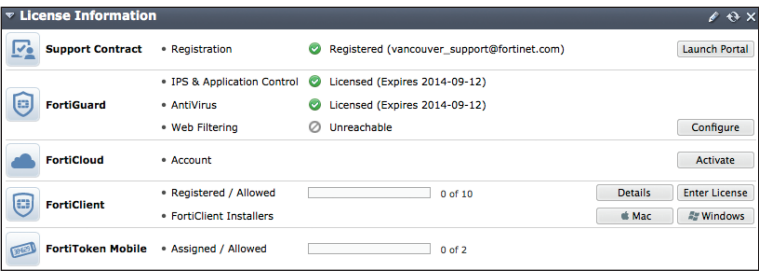 License Information
Support Contract • Registration Registered (vancouver_support@fortinet.com) Launch Portal
• IPS & Application Control Licensed (Expires 2014-09-12)
FortiGuard • AntiVirus Licensed (Expires 2014-09-12)
• Web Filtering Unreachable Configure
FortiCloud • Account Activate
• Registered / Allowed 0 of 10 Details Enter License
FortiClient
• FortiClient Installers Mac Windows
FortiToken Mobile • Assigned / Allowed 0 of 2